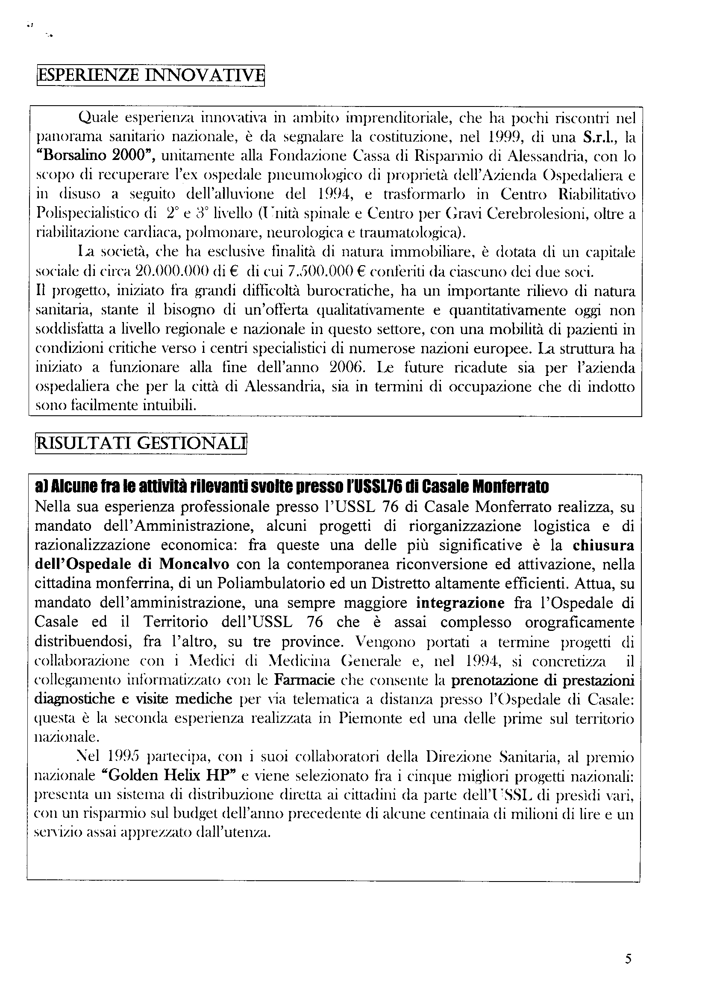 ESPERIENZE INNOVATIVE
Quale esperienza innovativa in ambito imprenditoriale, che ha pochi riscontri nel
panorama sanitario nazionale, è da segnalare la costituzione, nel 1999, di una S.r.l., la
“Borsalino 2000”, unitamente alla Fondazione Cassa di Risparmio di Alessandria, con lo
scopo di recuperare l’ex ospedale pneumologico di proprietà dell’Azienda Ospedaliera e
in disuso a seguito dell’alluvione del 1994, e trasformarlo in Centro Riabilitativo
Polispecialistico di 2° e 3° livello (Unità spinale e Centro per Gravi Cerebrolesioni, oltre a
riabilitazione cardiaca, polmonare, neurologica e traumatologica).
La società, che ha esclusive finalità di natura immobiliare, è dotata di un capitale
sociale di circa 20.000.000 di € di cui 7.500.000 € conferiti da ciascuno dei due soci.
Il progetto, iniziato fra grandi difficoltà burocratiche, ha un importante rilievo di natura
sanitaria, stante il bisogno di un’offerta qualitativamente e quantitativamente oggi non
soddisfatta a livello regionale e nazionale in questo settore, con una mobilità di pazienti in
condizioni critiche verso i centri specialistici di numerose nazioni europee. La struttura ha
iniziato a funzionare alla fine dell’anno 2006. Le future ricadute sia per l’azienda
ospedaliera che per la città di Alessandria, sia in termini di occupazione che di indotto
sono facilmente intuibili.
RISULTATI GESTIONALI
a) Alcune fra le attività rilevanti svolte presso l’USSL76 di Casale Monferrato
Nella sua esperienza professionale presso l’USSL 76 di Casale Monferrato realizza, su
mandato dell’Amministrazione, alcuni progetti di riorganizzazione logistica e di
razionalizzazione economica: fra queste una delle più significative è la chiusura
dell’Ospedale di Moncalvo con la contemporanea riconversione ed attivazione, nella
cittadina monferrina, di un Poliambulatorio ed un Distretto altamente efficienti. Attua, su
mandato dell’amministrazione, una sempre maggiore integrazione fra l’Ospedale di
Casale ed il Territorio dell’USSL 76 che è assai complesso orograficamente
distribuendosi, fra l’altro, su tre province. Vengono portati a termine progetti di
collaborazione con i Medici di Medicina Generale e, nel 1994, si concretizza il
collegamento informatizzato con le Farmacie che consente la prenotazione di prestazioni
diagnostiche e visite mediche per via telematica a distanza presso l’Ospedale di Casale:
questa è la seconda esperienza realizzata in Piemonte ed una delle prime sul territorio
nazionale.
Nel 1995 partecipa, con i suoi collaboratori della Direzione Sanitaria, al premio
nazionale “Golden Helix HP” e viene selezionato fra i cinque migliori progetti nazionali:
presenta un sistema di distribuzione diretta ai cittadini da parte dell’USSL di presìdi vari,
con un risparmio sul budget dell’anno precedente di alcune centinaia di milioni di lire e un
servizio assai apprezzato dall’utenza.
5